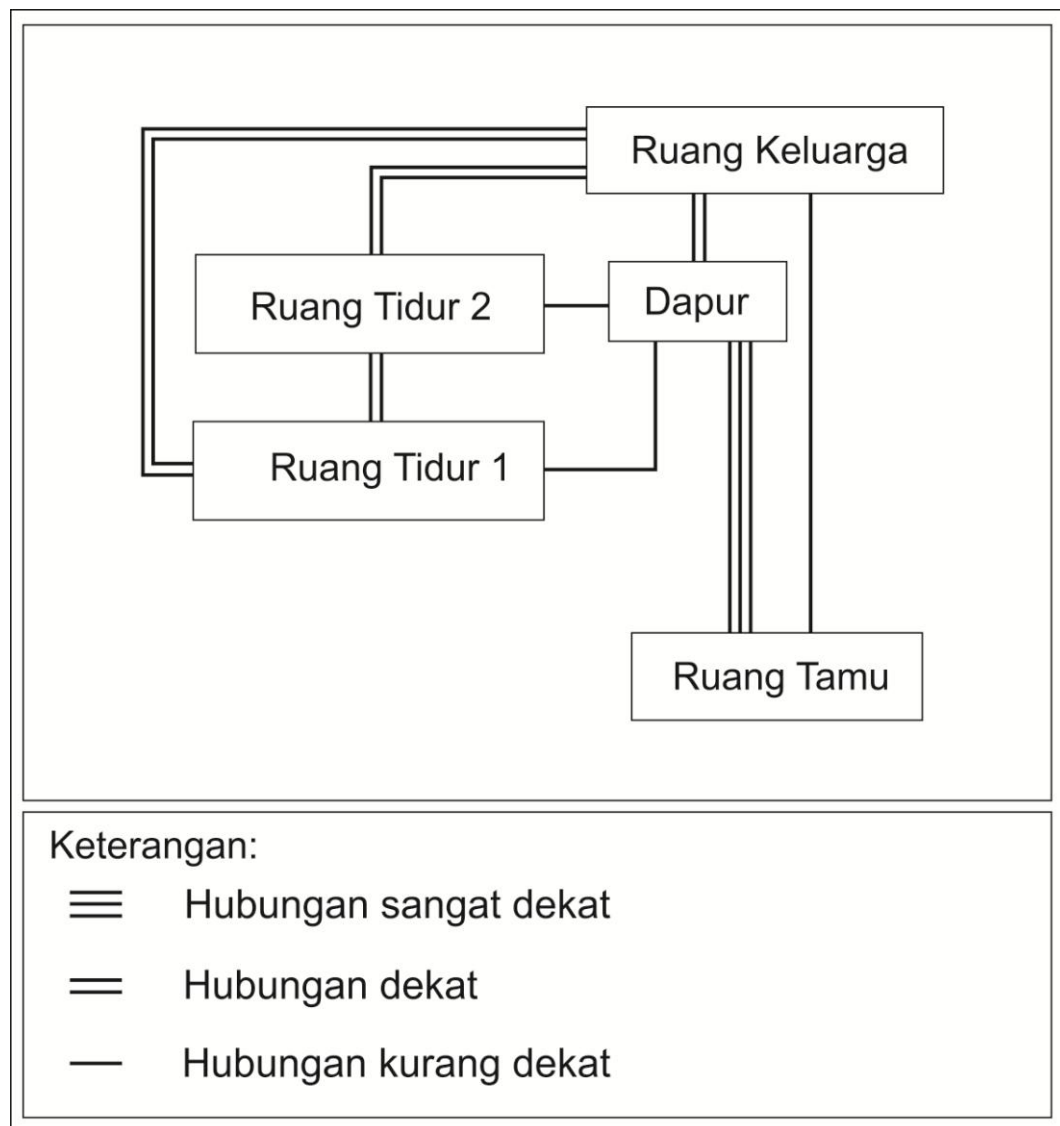 Ruang Keluarga
Ruang Tidur 2
Dapur
Ruang Tidur 1
Ruang Tamu
Keterangan:
Hubungan sangat dekat
Hubungan dekat
Hubungan kurang dekat